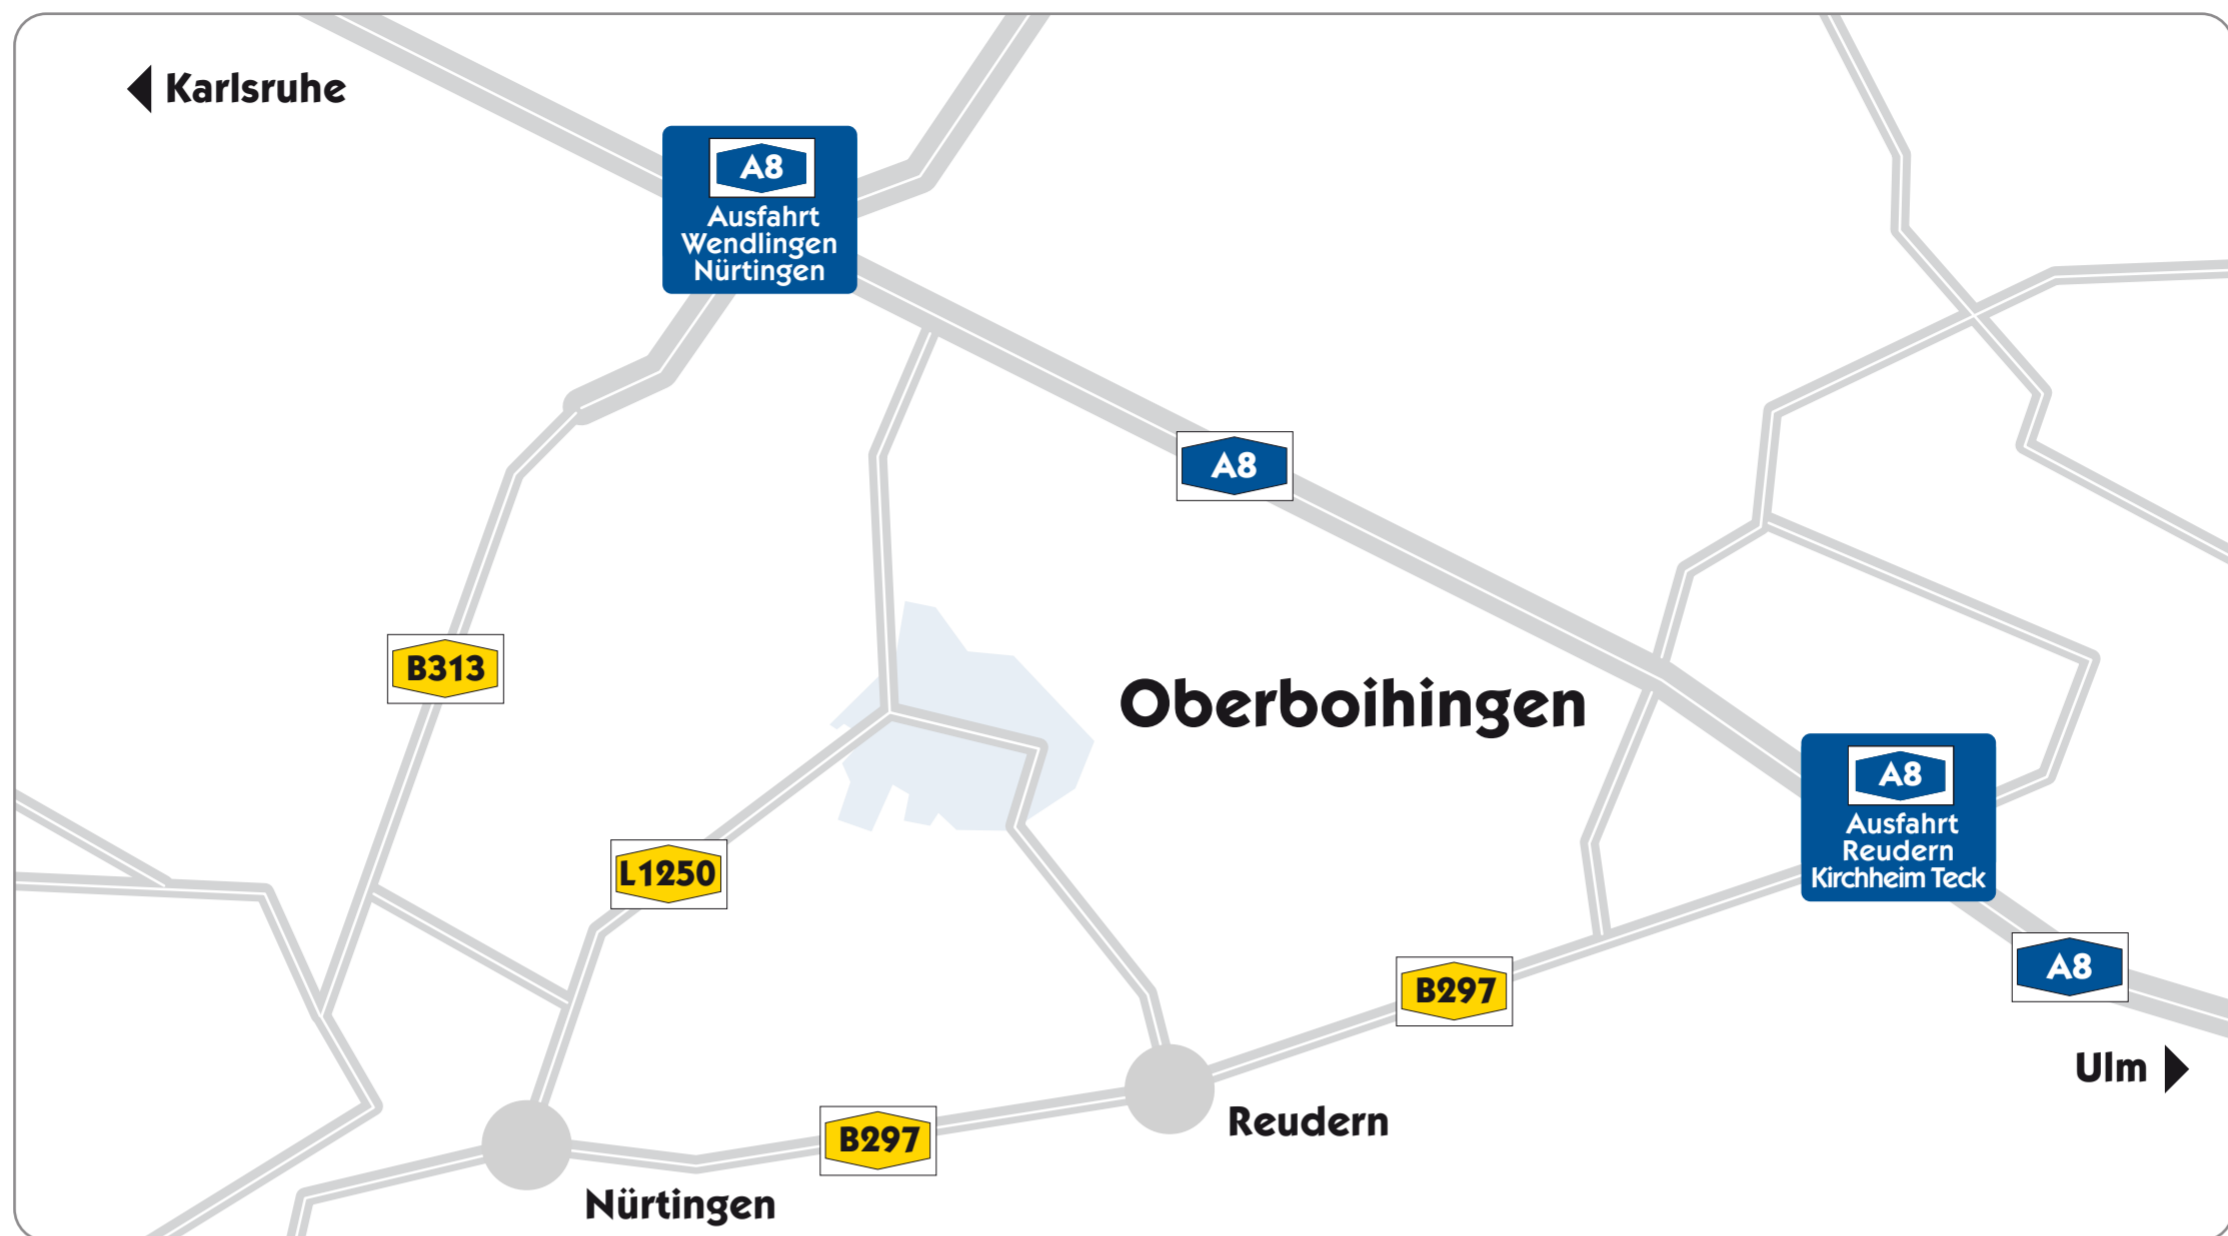 Karlsruhe
A8
Ausfahrt
Wendlingen
Nürtingen
A8
B313
Oberboihingen
A8
Ausfahrt
Reudern
Kirchheim Teck
L1250
B297
A8
Ulm
Reudern
B297
Nürtingen